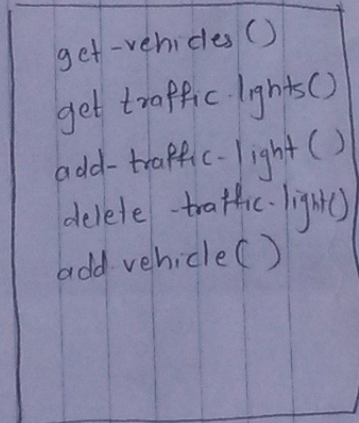 get-vehicles()
get traffic-lights()
add-traffic-light()
delete -traffic-light()
add vehicle()